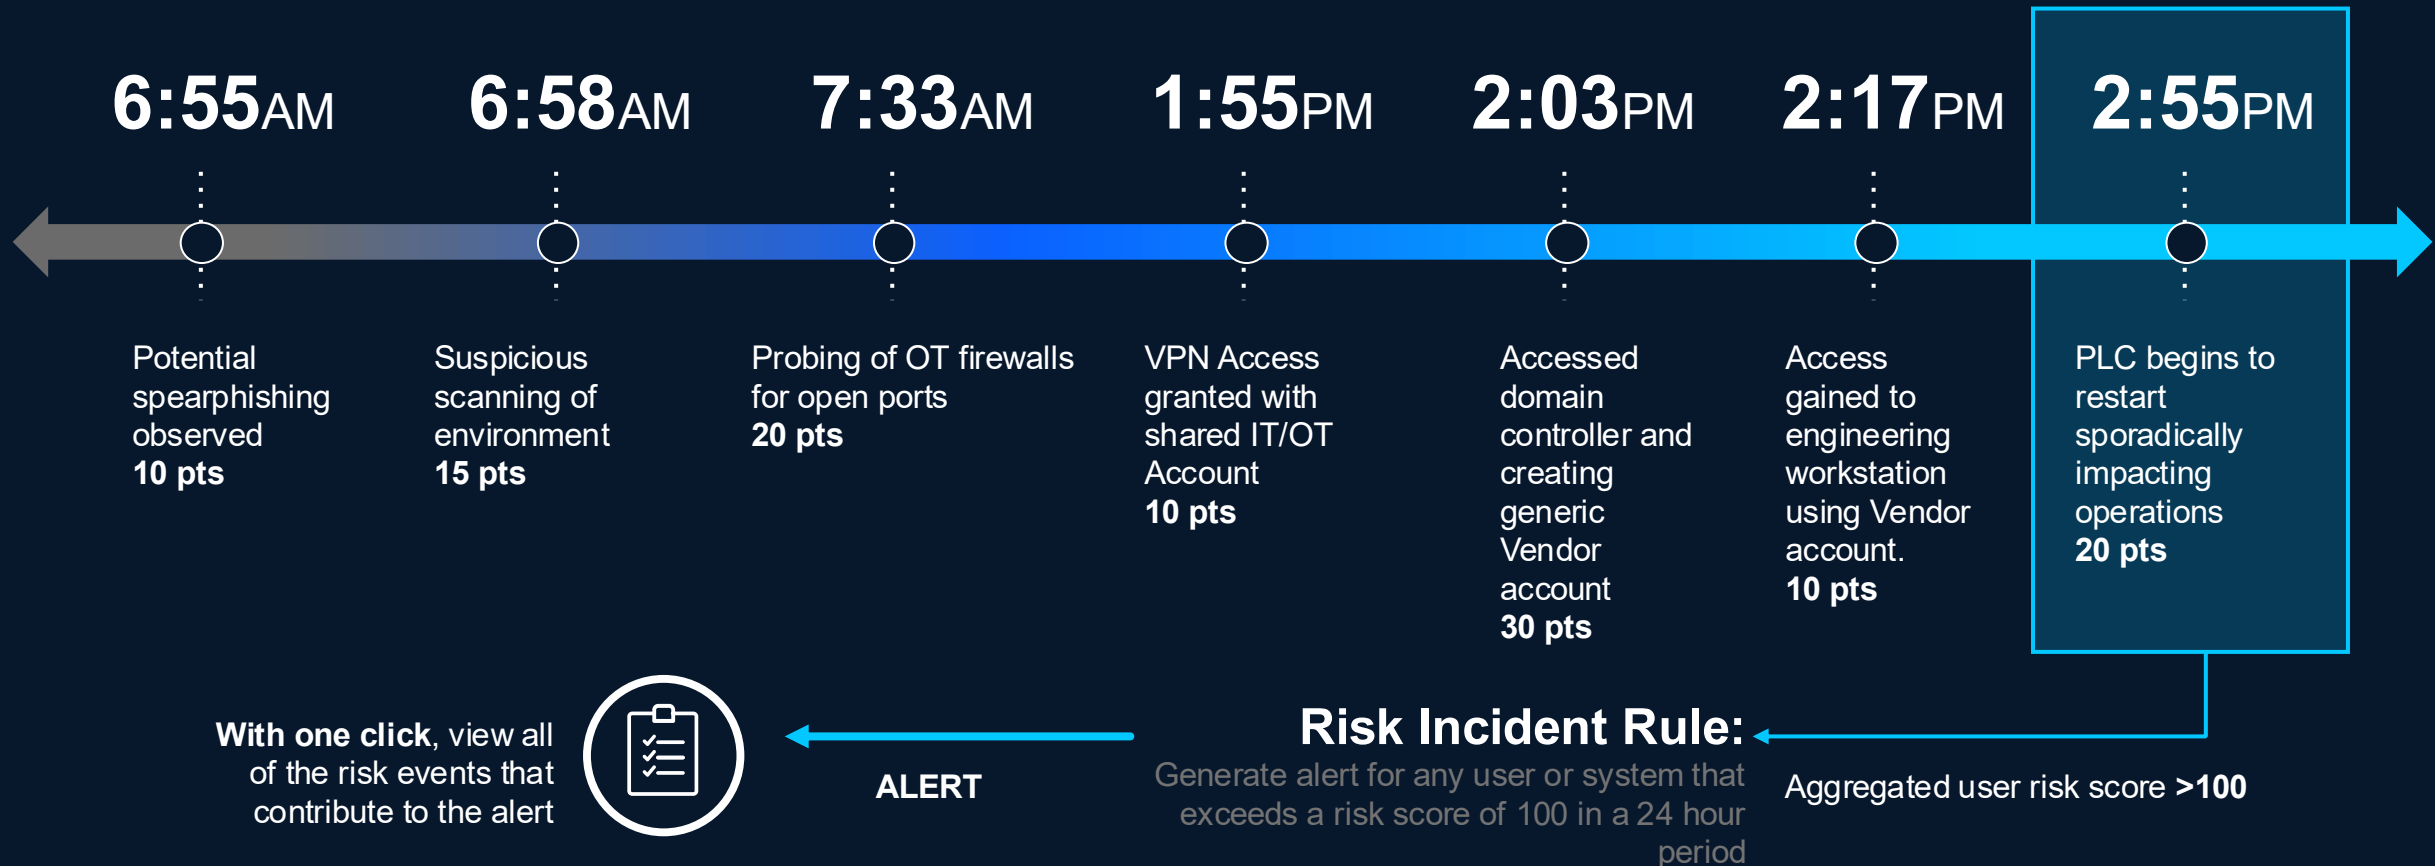 6:55AM
6:58AM
7:33AM
1:55PM
2:03PM
2:17PM
2:55PM
Potential
spearphishing
observed
10 pts
Suspicious
scanning of
environment
15 pts
Probing of OT firewalls
for open ports
20 pts
VPN Access
granted with
shared IT/OT
Account
10 pts
Accessed
domain
controller and
creating
generic
Vendor
account
30 pts
Access
gained to
engineering
workstation
using Vendor
account.
10 pts
PLC begins to
restart
sporadically
impacting
operations
20 pts
With one click, view all
of the risk events that
contribute to the alert
ALERT
Risk Incident Rule:
Generate alert for any user or system that
exceeds a risk score of 100 in a 24 hour
period
Aggregated user risk score >100